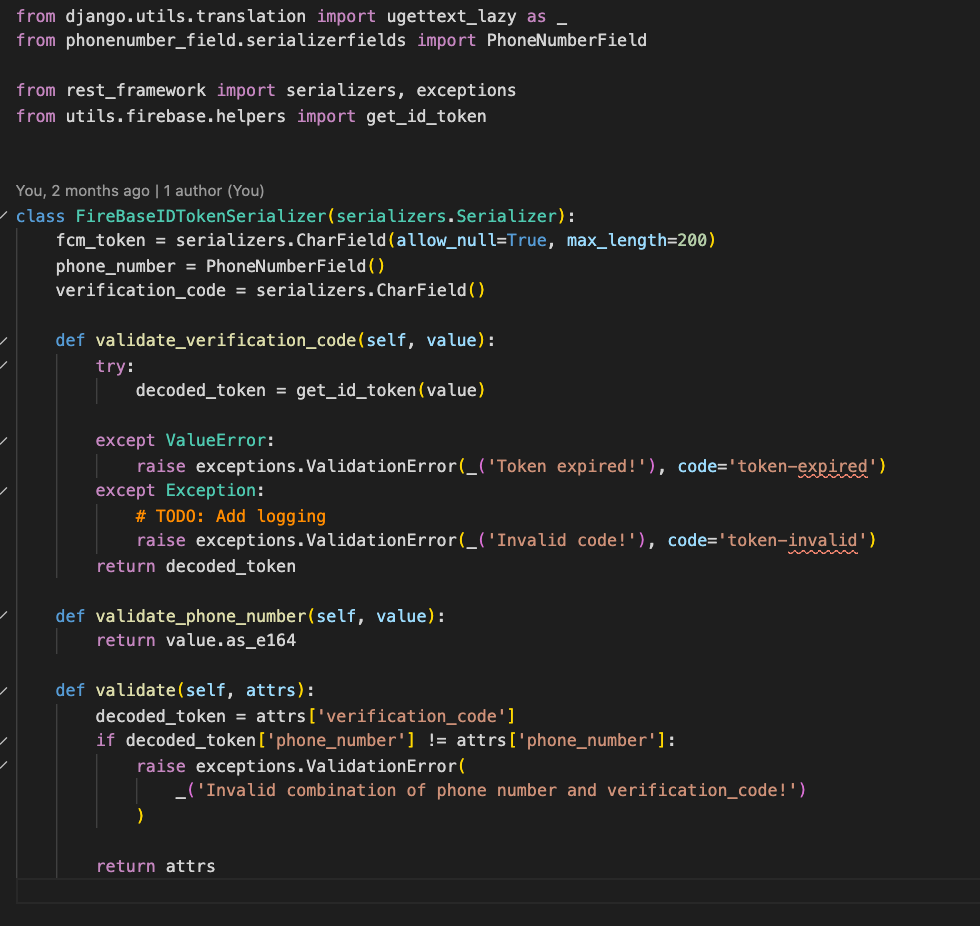 from django.utils.translation import ugettext_lazy as _
from phonenumber_field.serializerfields import PhoneNumberField
from rest_framework import serializers, exceptions
from utils.firebase.helpers import get_id_token
You, 2 months ago | 1 author (You)
class FireBaseIDTokenSerializer(serializers.Serializer):
    fcm_token = serializers.CharField(allow_null=True, max_length=200)
    phone_number = PhoneNumberField()
    verification_code = serializers.CharField()
    def validate_verification_code(self, value):
        try:
            decoded_token = get_id_token(value)
        except ValueError:
            raise exceptions.ValidationError(_('Token expired!'), code='token-expired')
        except Exception:
            # TODO: Add logging
            raise exceptions.ValidationError(_('Invalid code!'), code='token-invalid')
        return decoded_token
    def validate_phone_number(self, value):
        return value.as_e164
    def validate(self, attrs):
        decoded_token = attrs['verification_code']
        if decoded_token['phone_number'] != attrs['phone_number']:
            raise exceptions.ValidationError(
                _('Invalid combination of phone number and verification_code!')
            )
        return attrs